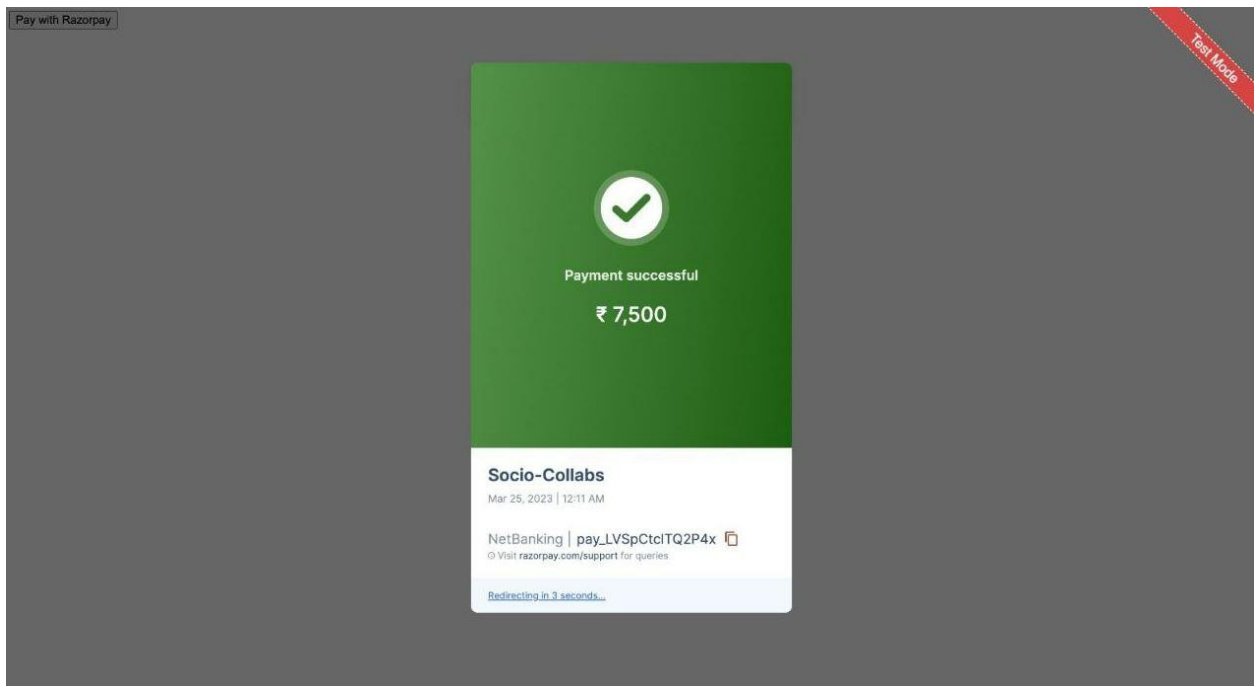 Pay with Razorpay
Test Mode
Payment successful
₹ 7,500
Socio-Collabs
Mar 25, 2023 | 12:11 AM
NetBanking | pay_LVSpCtclTQ2P4x
Visit razorpay.com/support for queries
Redirecting in 3 seconds...